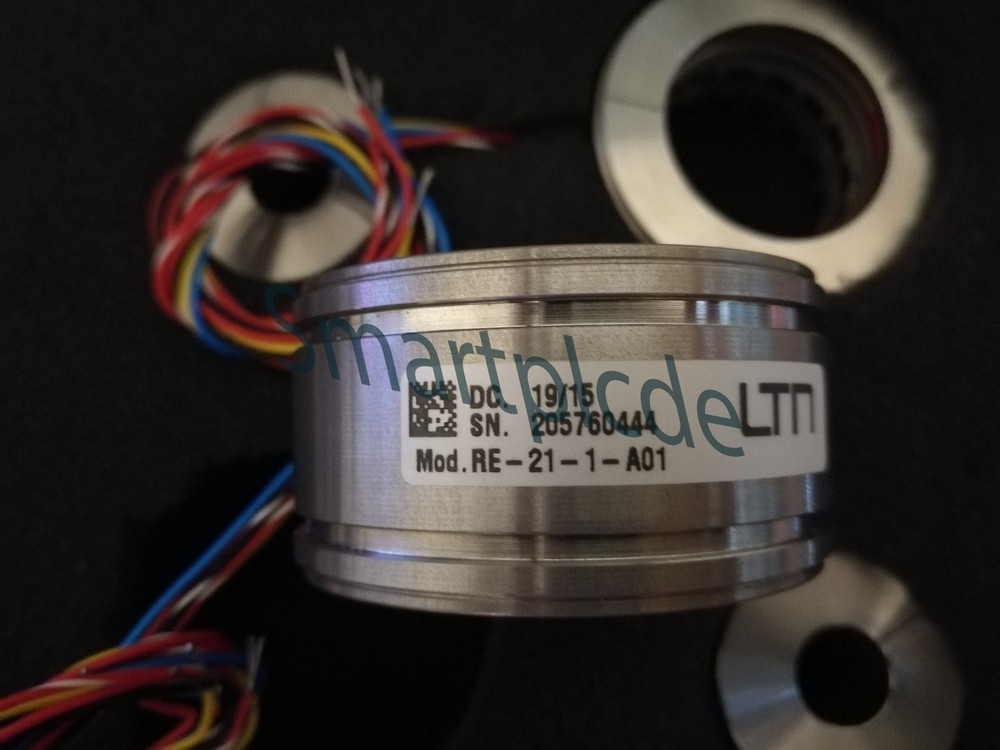 DC. 19/15
SN. 205760444
Mod.RE-21-1-A01
LTN
Smartplcde